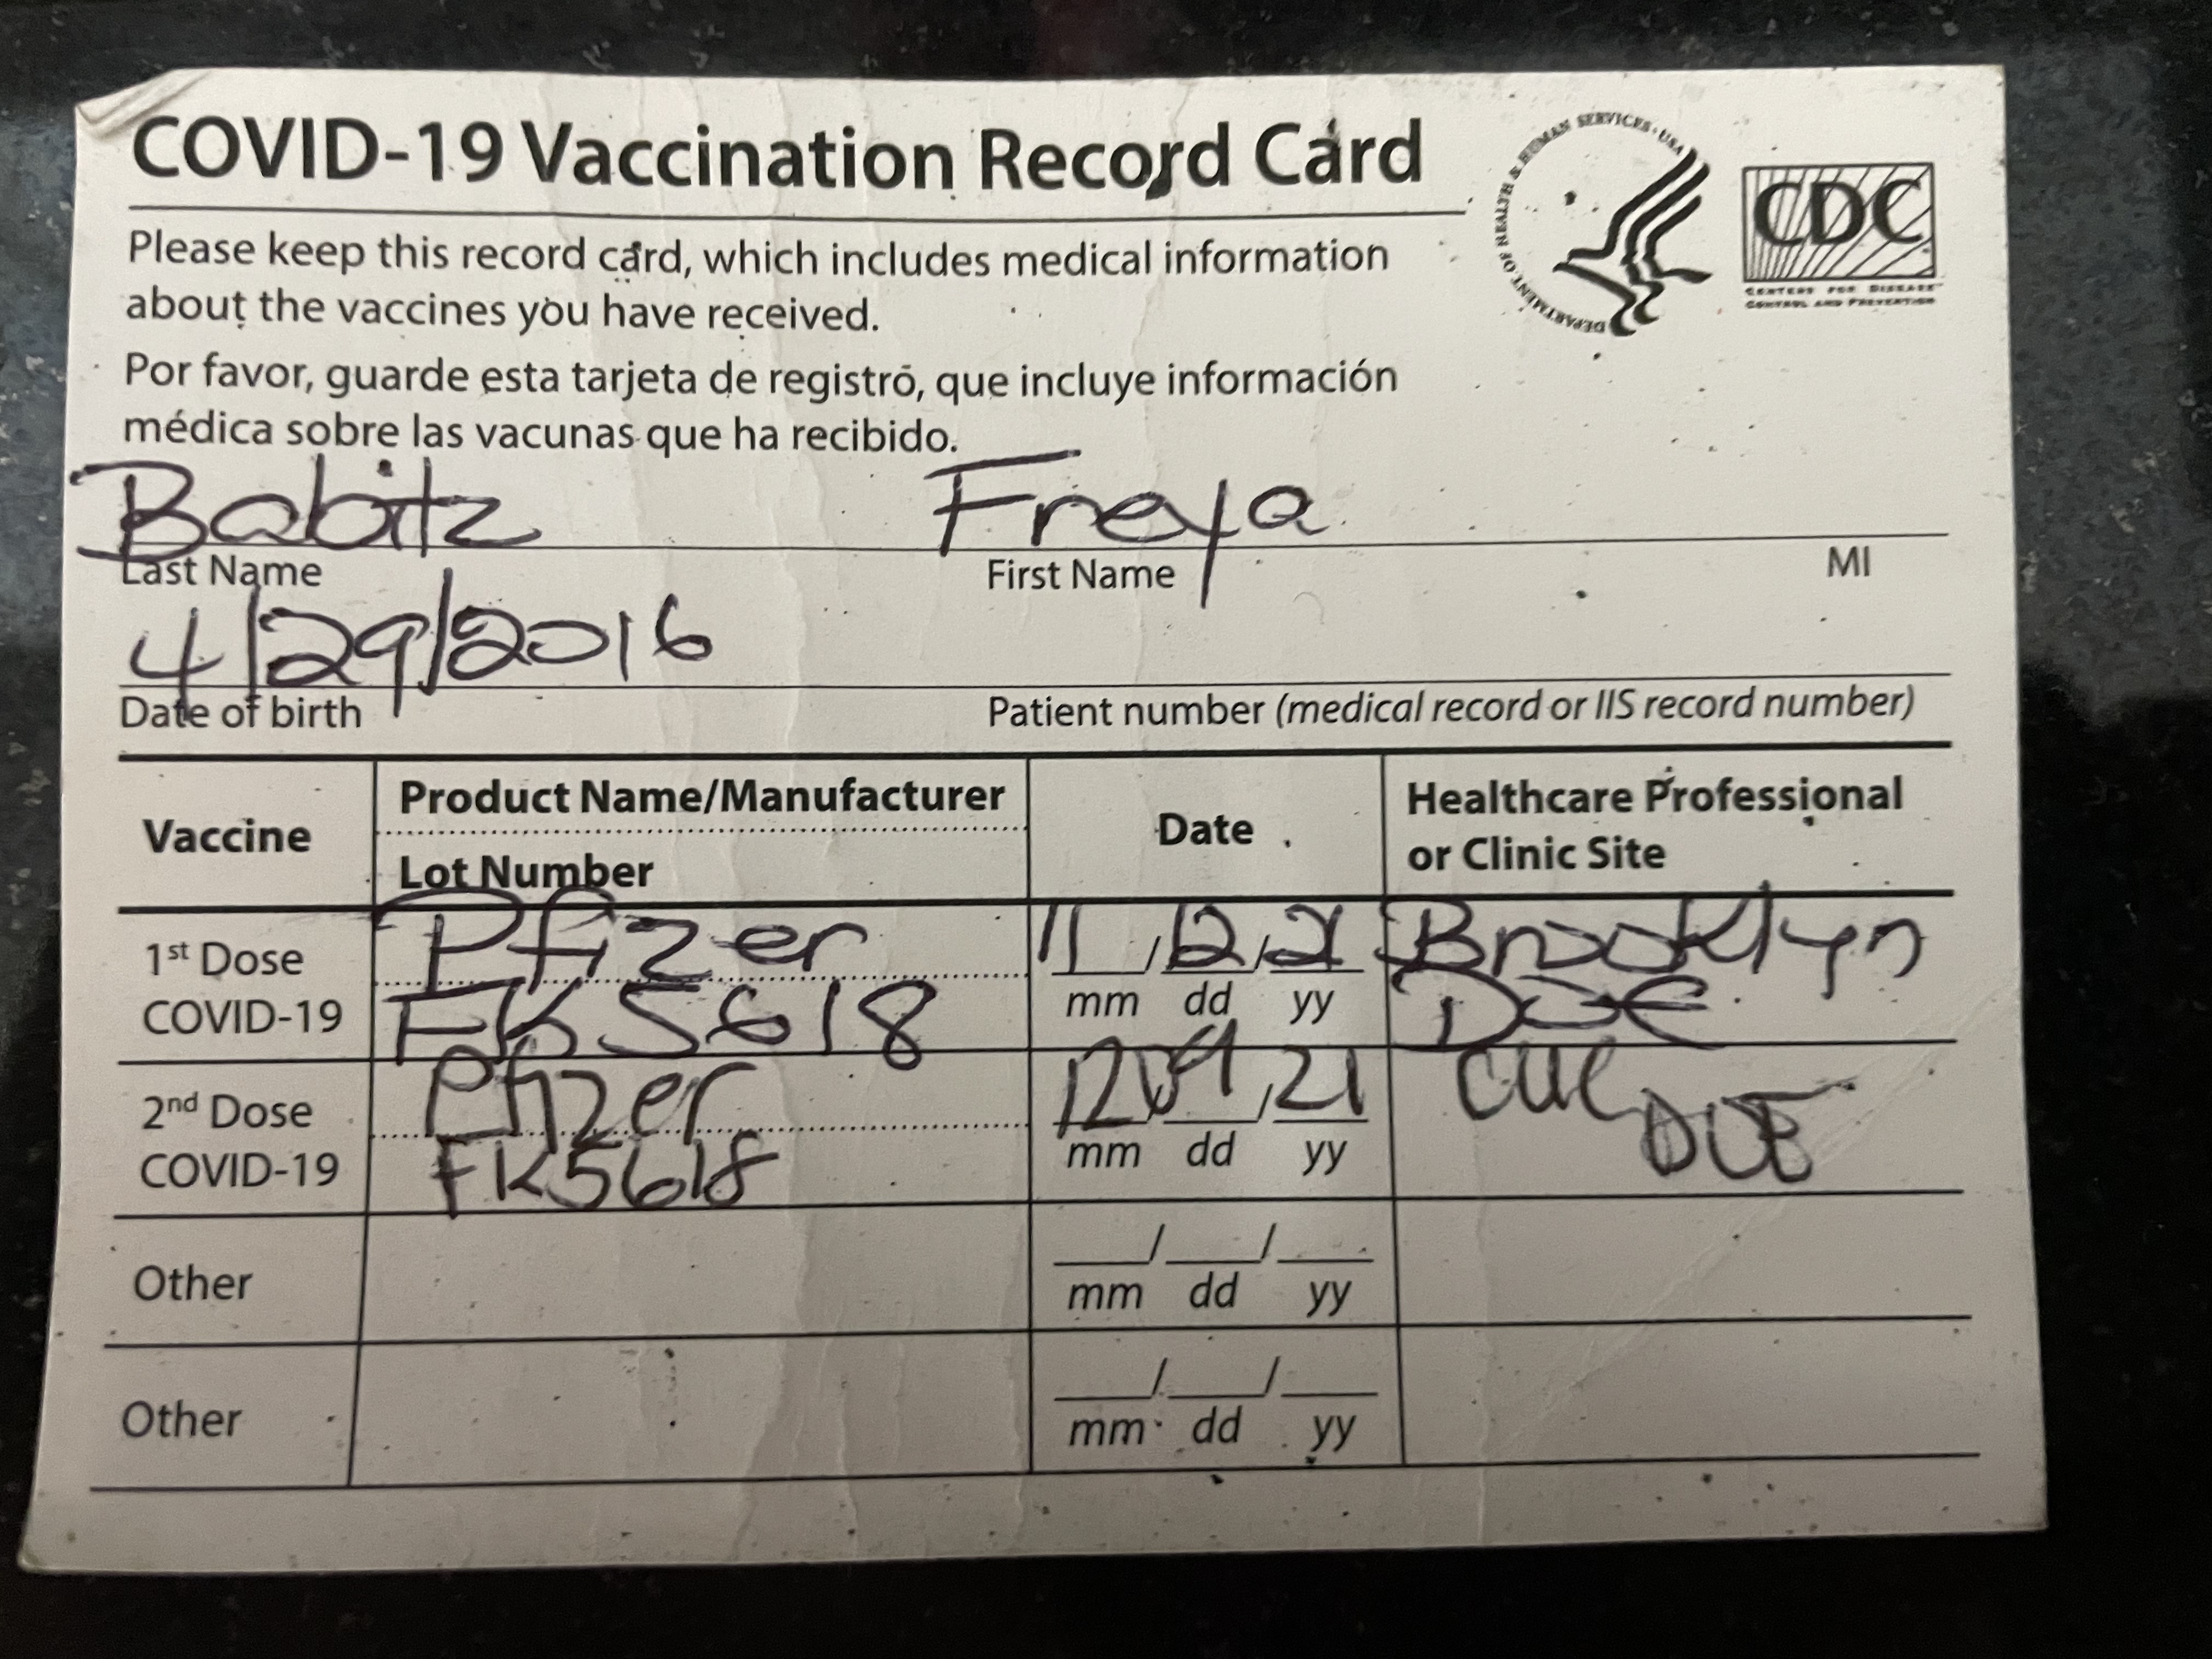 COVID-19 Vaccination Record Card
DEPARTMENT OF HEALTH & HUMAN SERVICES · USA
CDC
CENTERS FOR DISEASE
CONTROL AND PREVENTION
Please keep this record card, which includes medical information
about the vaccines you have received.
Por favor, guarde esta tarjeta de registro, que incluye información
médica sobre las vacunas que ha recibido.
Babitz Freya
Last Name First Name MI
4/29/2016
Date of birth Patient number (medical record or IIS record number)
Vaccine Product Name/Manufacturer Date Healthcare Professional
Lot Number or Clinic Site
1st Dose Pfizer 11/12/21 Brooklyn
COVID-19 FK5618 mm dd yy DOE
2nd Dose Pfizer 12/09/21
COVID-19 FK5618 mm dd yy
Other / /
mm dd yy
Other / /
mm dd yy